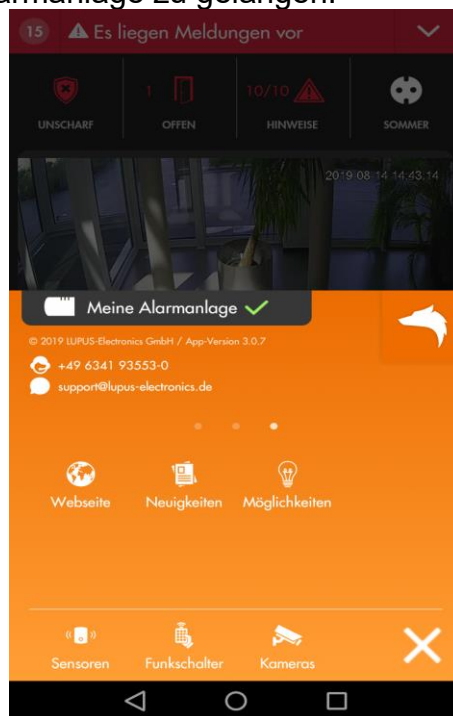 armanlage zu gelangen.
15 Es liegen Meldungen vor
1 10/10
UNSCHARF OFFEN HINWEISE SOMMER
2019-08-14 14:43:14
Meine Alarmanlage
© 2019 LUPUS-Electronics GmbH / App-Version 3.0.7
+49 6341 93553-0
support@lupus-electronics.de
Webseite Neuigkeiten Möglichkeiten
Sensoren Funkschalter Kameras